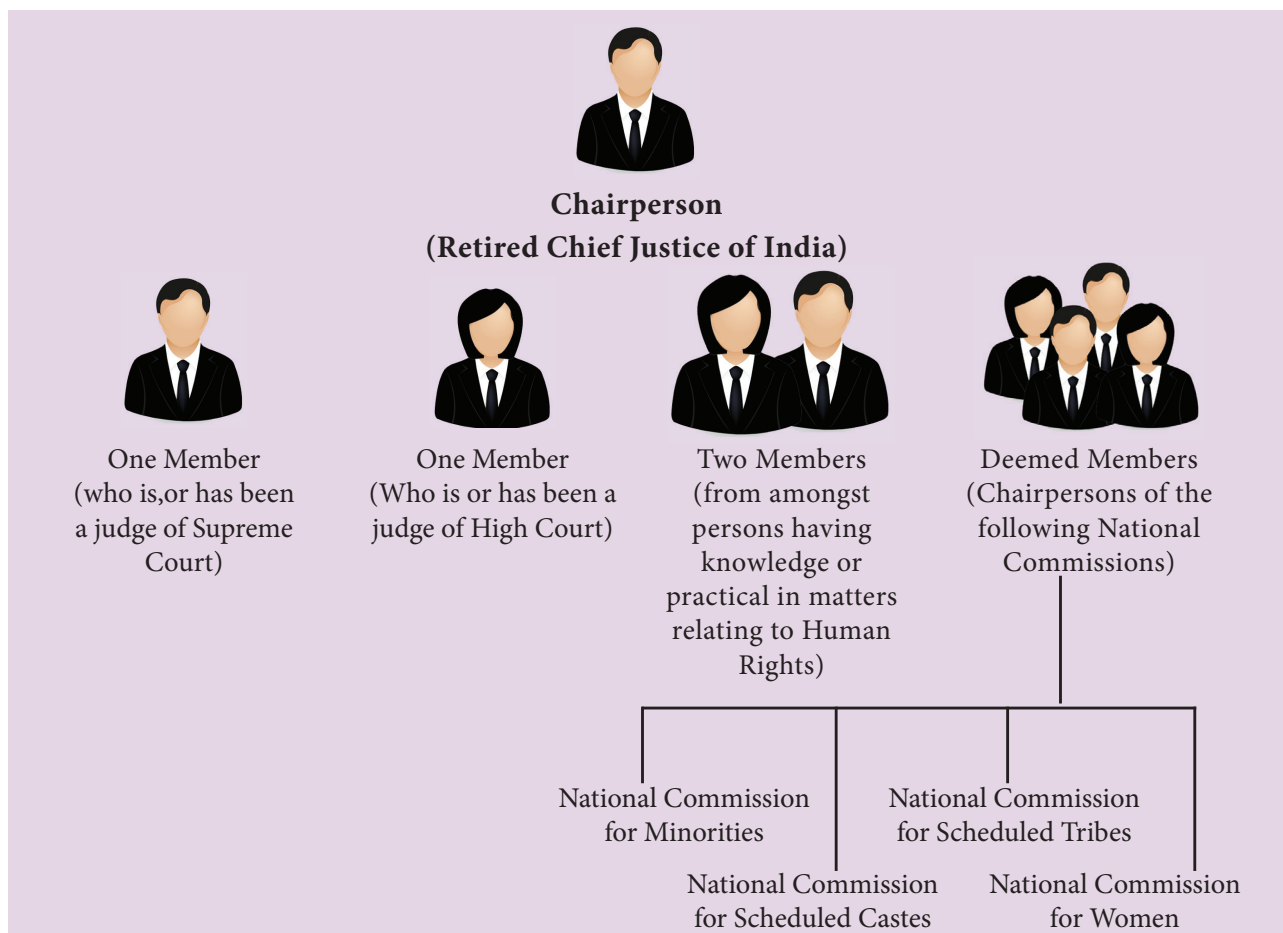 Chairperson
(Retired Chief Justice of India)
One Member
(who is,or has been
a judge of Supreme
Court)
One Member
(Who is or has been a
judge of High Court)
Two Members
(from amongst
persons having
knowledge or
practical in matters
relating to Human
Rights)
Deemed Members
(Chairpersons of the
following National
Commissions)
National Commission
for Minorities
National Commission
for Scheduled Castes
National Commission
for Scheduled Tribes
National Commission
for Women